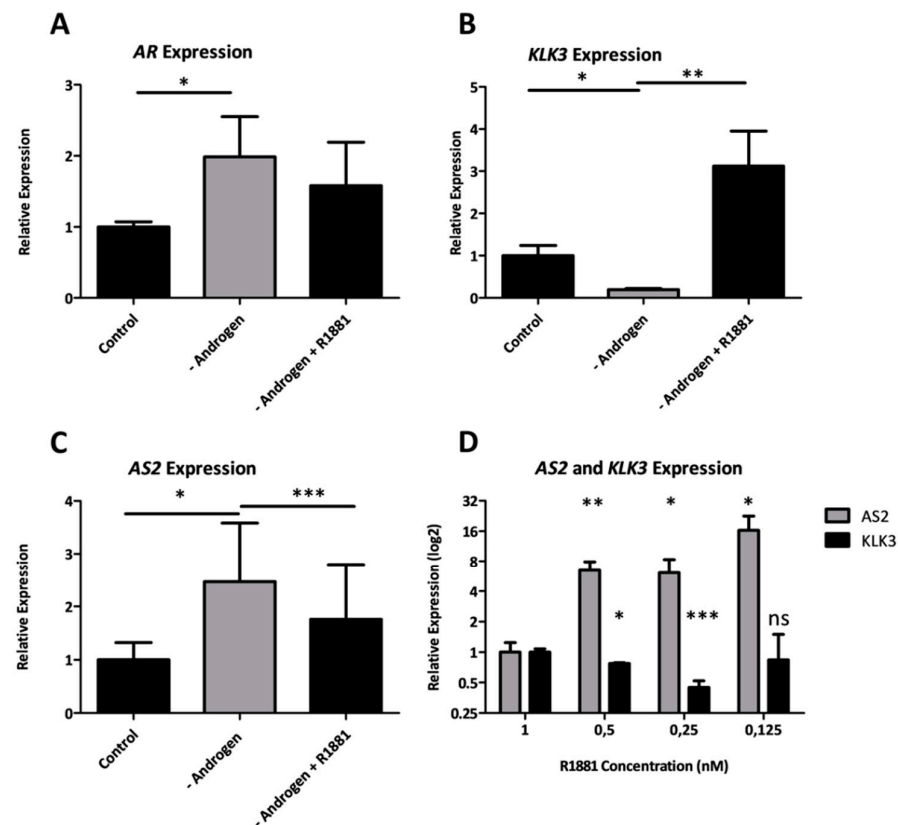 A
AR Expression
*
3
2
1
0
Relative Expression
Control
- Androgen
- Androgen + R1881
B
KLK3 Expression
*
**
5
4
3
2
1
0
Relative Expression
Control
- Androgen
- Androgen + R1881
C
AS2 Expression
*
***
4
3
2
1
0
Relative Expression
Control
- Androgen
- Androgen + R1881
D
AS2 and KLK3 Expression
32
16
8
4
2
1
0.5
0.25
Relative Expression (log2)
** * *
* *** ns
1 0,5 0,25 0,125
R1881 Concentration (nM)
AS2
KLK3